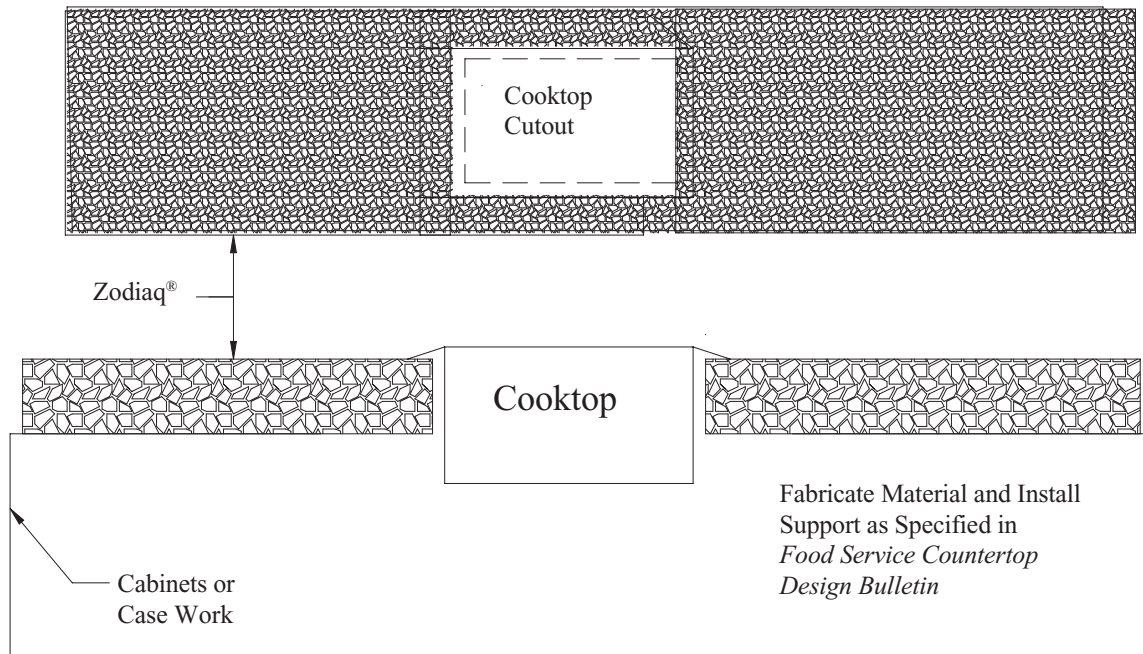 Cooktop
Cutout
Zodiaq®
Cooktop
Fabricate Material and Install
Support as Specified in
Food Service Countertop
Design Bulletin
Cabinets or
Case Work